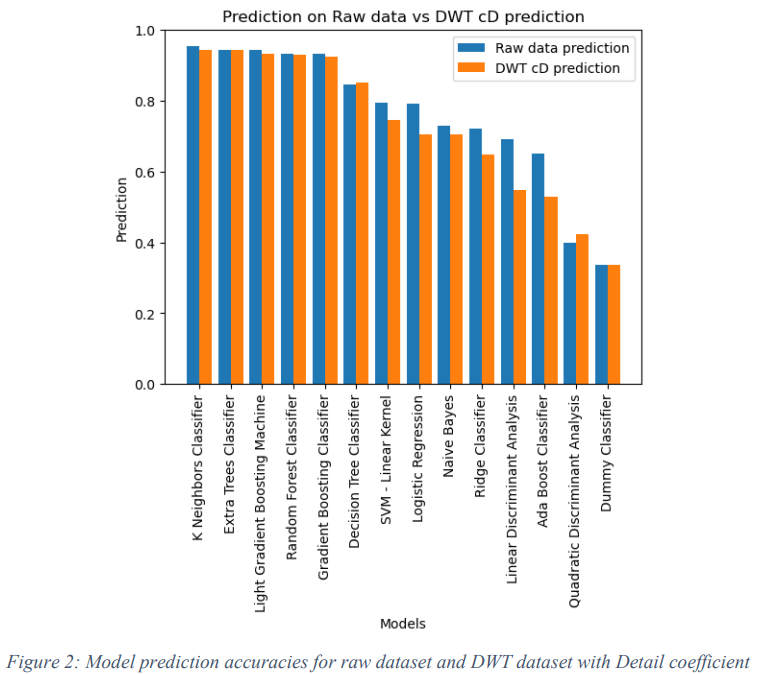 Prediction on Raw data vs DWT cD prediction
Raw data prediction
DWT cD prediction
Prediction
1.0
0.8
0.6
0.4
0.2
0.0
K Neighbors Classifier
Extra Trees Classifier
Light Gradient Boosting Machine
Random Forest Classifier
Gradient Boosting Classifier
Decision Tree Classifier
SVM - Linear Kernel
Logistic Regression
Naive Bayes
Ridge Classifier
Linear Discriminant Analysis
Ada Boost Classifier
Quadratic Discriminant Analysis
Dummy Classifier
Models
Figure 2: Model prediction accuracies for raw dataset and DWT dataset with Detail coefficient